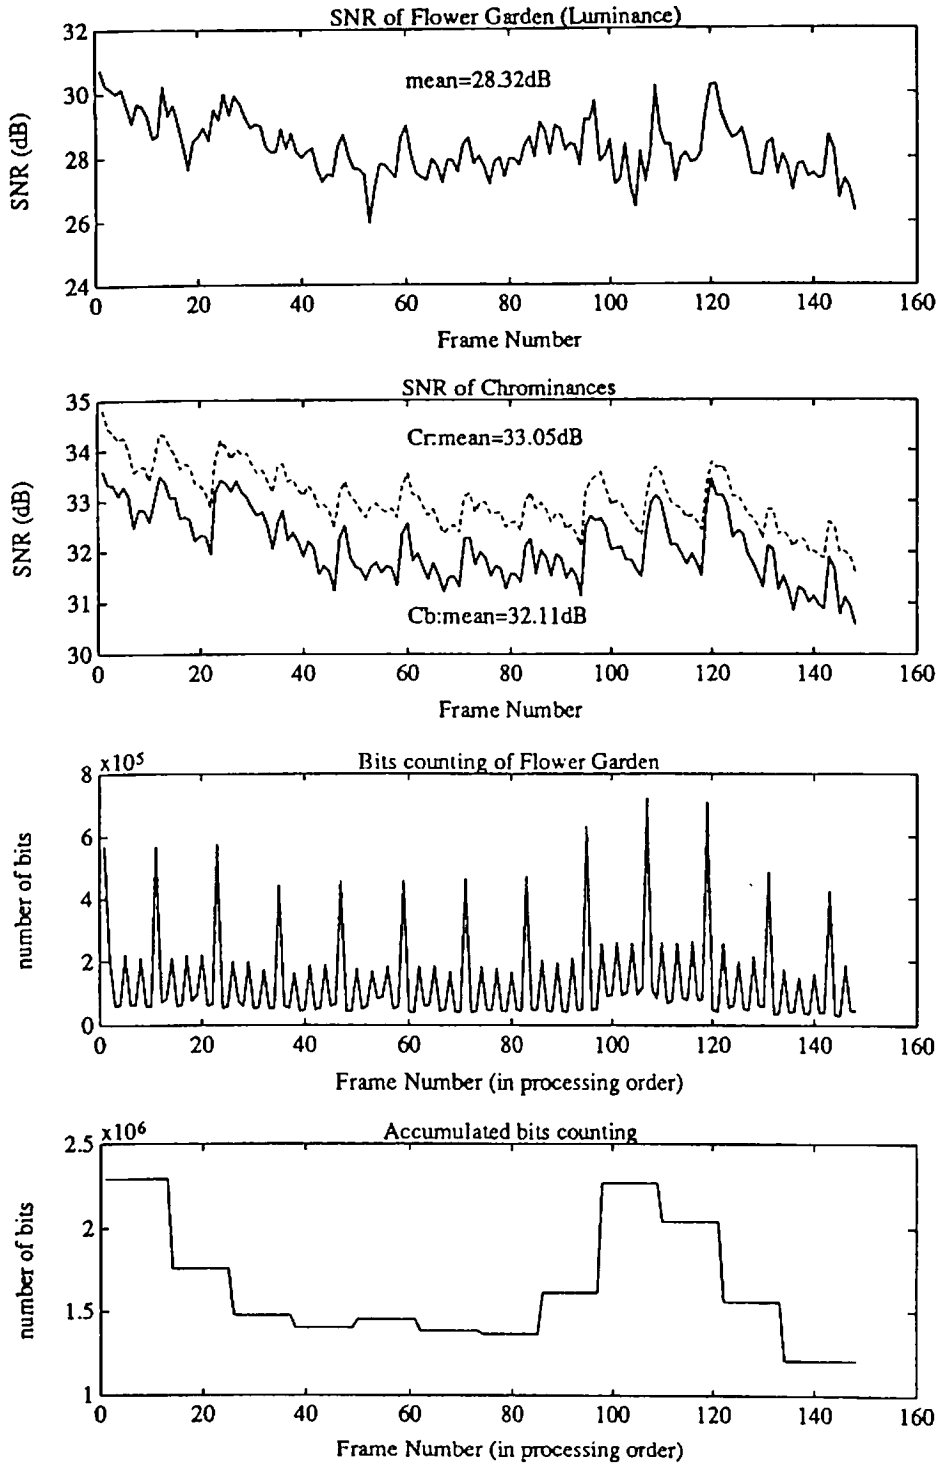 SNR of Flower Garden (Luminance)
32
30
28
26
24
SNR (dB)
mean=28.32dB
0 20 40 60 80 100 120 140 160
Frame Number
SNR of Chrominances
35
34
33
32
31
30
SNR (dB)
Cr:mean=33.05dB
Cb:mean=32.11dB
0 20 40 60 80 100 120 140 160
Frame Number
Bits counting of Flower Garden
x10⁵
8
6
4
2
0
number of bits
0 20 40 60 80 100 120 140 160
Frame Number (in processing order)
Accumulated bits counting
x10⁶
2.5
2
1.5
1
number of bits
0 20 40 60 80 100 120 140 160
Frame Number (in processing order)